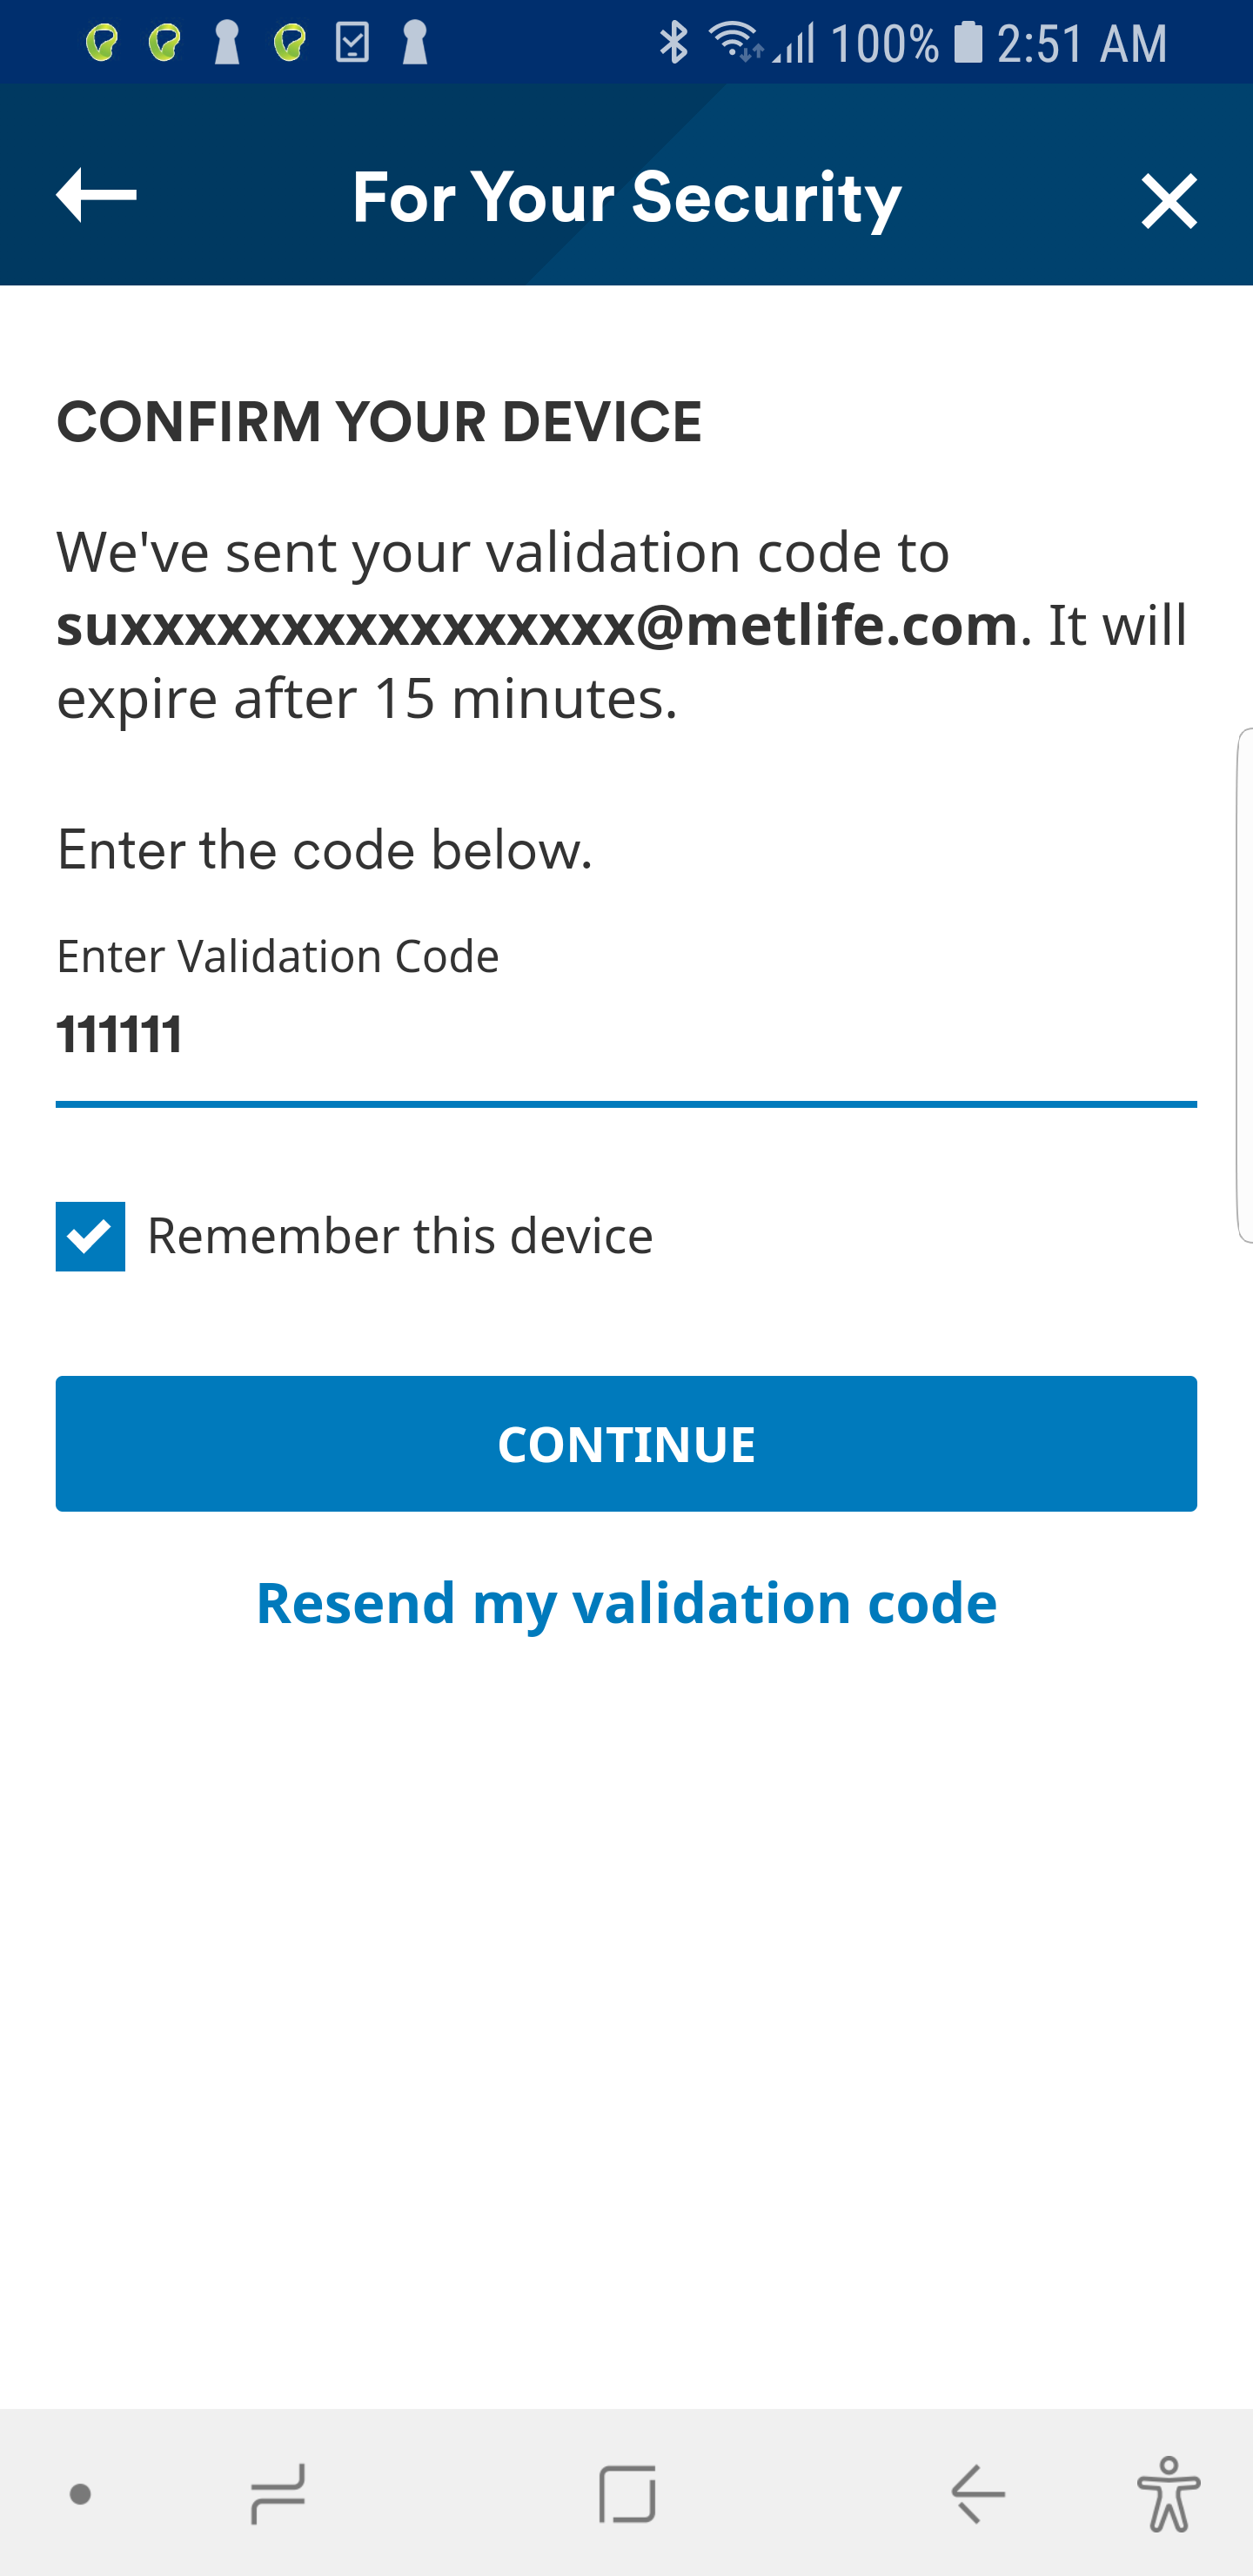 100% 2:51 AM
For Your Security
CONFIRM YOUR DEVICE
We've sent your validation code to
suxxxxxxxxxxxxxxxx@metlife.com. It will
expire after 15 minutes.
Enter the code below.
Enter Validation Code
111111
Remember this device
CONTINUE
Resend my validation code